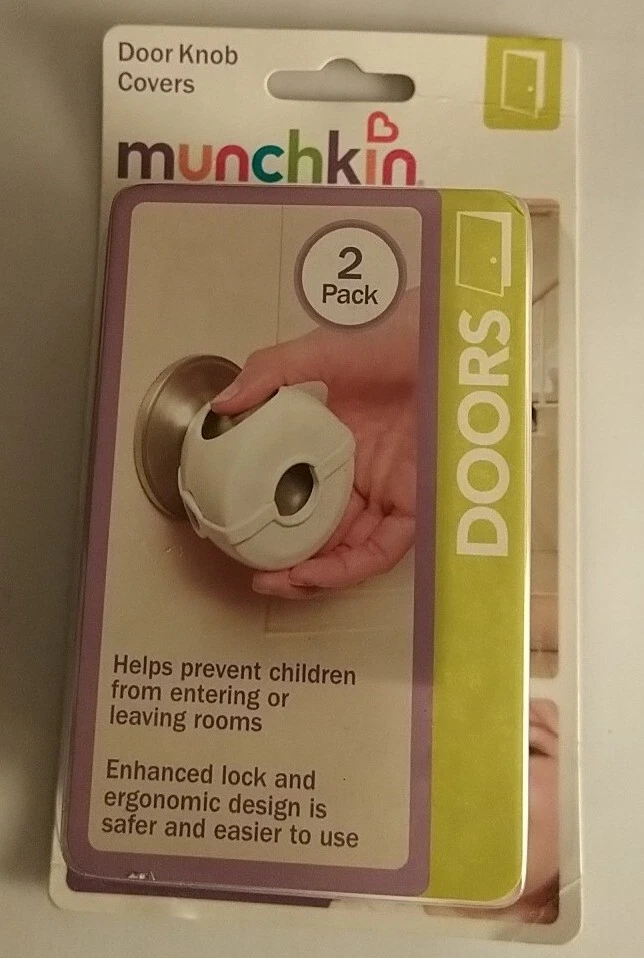 Door Knob
Covers
munchkin
2
Pack
DOORS
Helps prevent children
from entering or
leaving rooms
Enhanced lock and
ergonomic design is
safer and easier to use